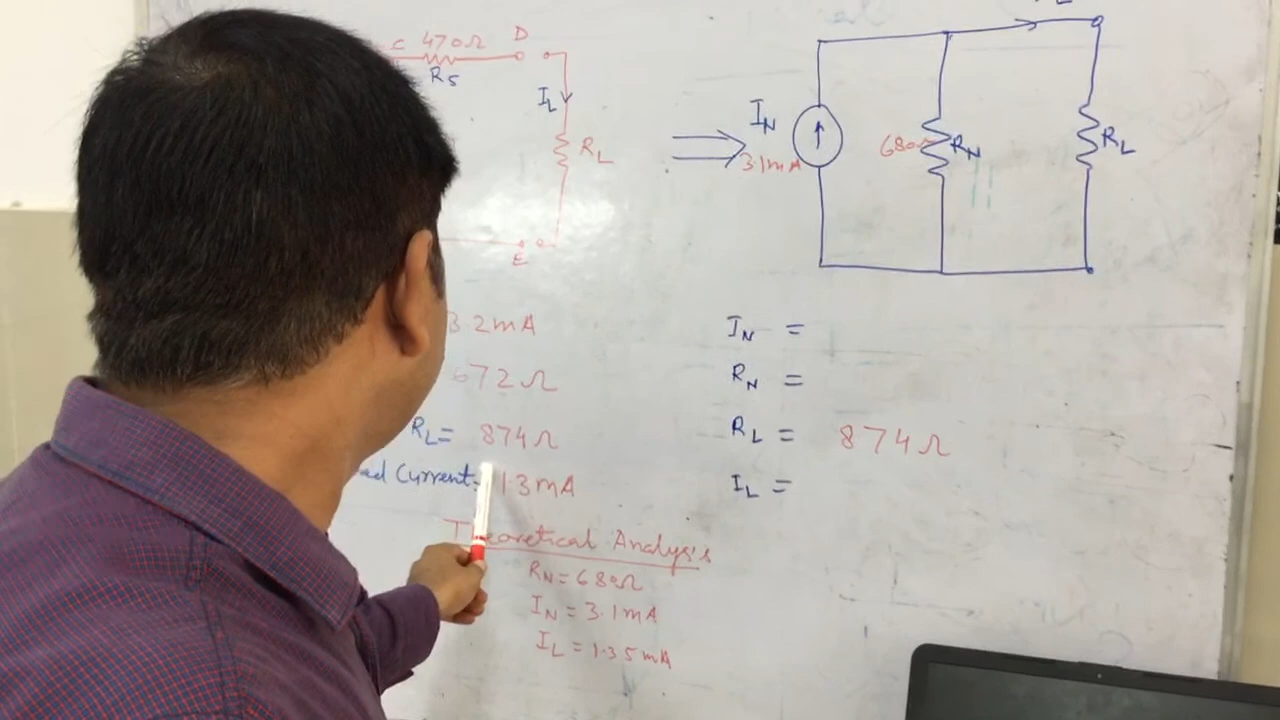 C 470Ω D
R5
IL
RL
E
3.2mA
672Ω
RL= 874Ω
Current= 1.3mA
Theoretical Analysis
RN=680Ω
IN = 3.1mA
IL = 1.35mA
IN
3.1mA
680Ω
RN
RL
IN =
RN =
RL = 874Ω
IL =